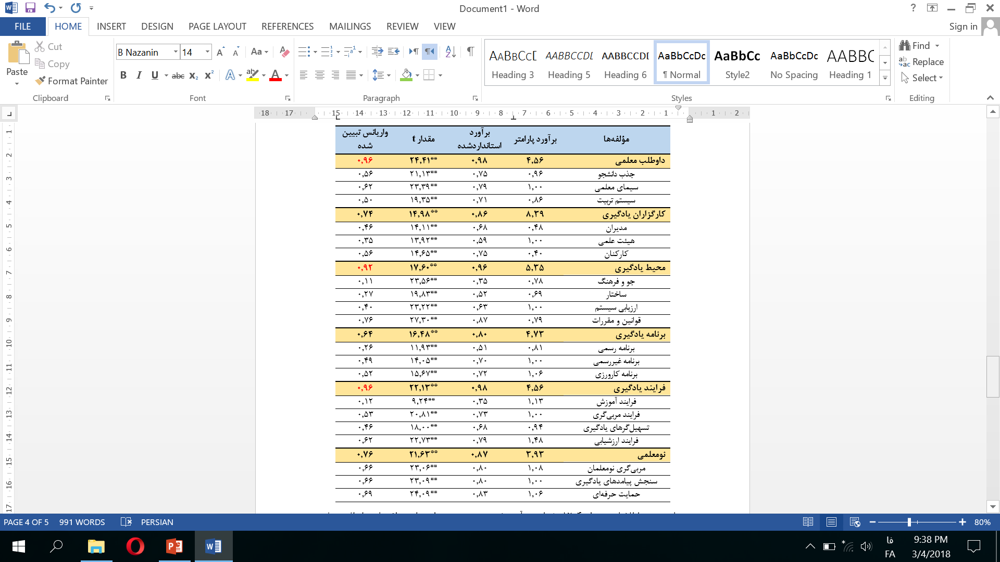 Document1 - Word
FILE HOME INSERT DESIGN PAGE LAYOUT REFERENCES MAILINGS REVIEW VIEW Sign in
Paste
Cut
Copy
Format Painter
Clipboard
B Nazanin 14
Font
Paragraph
AABBCCD AABBCCDI AABBCCDI AaBbCcDc AaBbCc AaBbCcDc AABBC
Heading 3 Heading 5 Heading 6 ¶ Normal Style2 No Spacing Heading 1
Styles
Find
Replace
Select
Editing
18 17 15 14 13 12 11 10 9 8 7 6 5 4 3 2 1 1 2
مؤلفه‌ها برآورد پارامتر برآورد استانداردشده مقدار t واریانس تبیین شده
داوطلب معلمی ۴,۵۶ ۰,۹۸ ۲۴,۴۱** ۰,۹۶
جذب دانشجو ۰,۹۶ ۰,۷۵ ۲۱,۱۳** ۰,۵۶
سیمای معلمی ۱,۰۰ ۰,۷۹ ۲۳,۳۹** ۰,۶۲
سیستم تربیت ۰,۸۶ ۰,۷۱ ۱۹,۳۵** ۰,۵۰
کارگزاران یادگیری ۸,۳۹ ۰,۸۶ ۱۴,۹۸** ۰,۷۴
مدیران ۰,۴۸ ۰,۶۸ ۱۴,۱۱** ۰,۴۶
هیئت علمی ۱,۰۰ ۰,۵۹ ۱۳,۹۲** ۰,۳۵
کارکنان ۰,۴۰ ۰,۷۵ ۱۴,۶۵** ۰,۵۶
محیط یادگیری ۵,۳۵ ۰,۹۶ ۱۷,۶۰** ۰,۹۲
جو و فرهنگ ۰,۷۸ ۰,۳۵ ۲۳,۵۶** ۰,۱۱
ساختار ۰,۶۹ ۰,۵۲ ۱۹,۸۳** ۰,۲۷
ارزیابی سیستم ۱,۰۰ ۰,۶۳ ۲۳,۲۲** ۰,۴۰
قوانین و مقررات ۰,۷۹ ۰,۸۷ ۲۷,۳۰** ۰,۷۶
برنامه یادگیری ۴,۷۳ ۰,۸۰ ۱۶,۴۸** ۰,۶۴
برنامه رسمی ۰,۸۱ ۰,۵۱ ۱۱,۹۳** ۰,۲۶
برنامه غیررسمی ۱,۰۰ ۰,۷۰ ۱۴,۰۵** ۰,۴۹
برنامه کارورزی ۱,۰۶ ۰,۷۲ ۱۵,۶۷** ۰,۵۲
فرایند یادگیری ۴,۵۶ ۰,۹۸ ۲۲,۱۳** ۰,۹۶
فرایند آموزش ۱,۱۳ ۰,۳۵ ۹,۲۴** ۰,۱۲
فرایند مربی‌گری ۱,۰۰ ۰,۷۳ ۲۰,۸۱** ۰,۵۳
تسهیل‌گرهای یادگیری ۰,۹۴ ۰,۶۸ ۱۸,۰۰** ۰,۴۶
فرایند ارزشیابی ۱,۴۸ ۰,۷۹ ۲۲,۷۳** ۰,۶۲
نومعلمی ۳,۹۳ ۰,۸۷ ۲۱,۶۳** ۰,۷۶
مربی‌گری نومعلمان ۱,۰۸ ۰,۸۰ ۲۳,۰۶** ۰,۶۶
سنجش پیامدهای یادگیری ۱,۰۰ ۰,۸۰ ۲۳,۰۹** ۰,۶۶
حمایت حرفه‌ای ۱,۰۶ ۰,۸۳ ۲۴,۰۹** ۰,۶۹
PAGE 4 OF 5 991 WORDS PERSIAN 80%
فا
FA
9:38 PM
3/4/2018